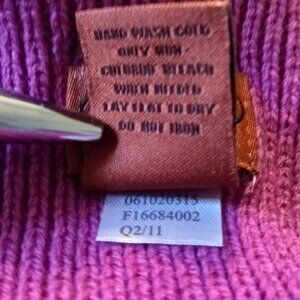 HAND WASH COLD
ONLY NON-
CHLORINE BLEACH
WHEN NEEDED
LAY FLAT TO DRY
DO NOT IRON
061020315
F16684002
Q2/11